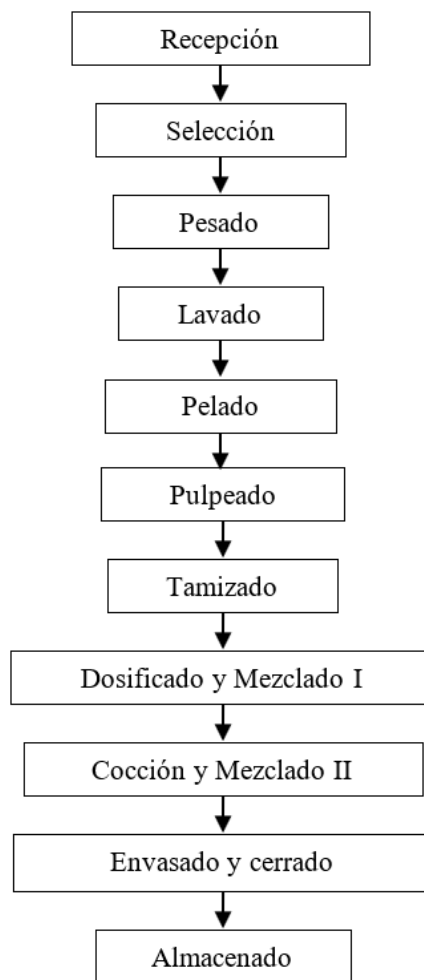 Recepción
Selección
Pesado
Lavado
Pelado
Pulpeado
Tamizado
Dosificado y Mezclado I
Cocción y Mezclado II
Envasado y cerrado
Almacenado